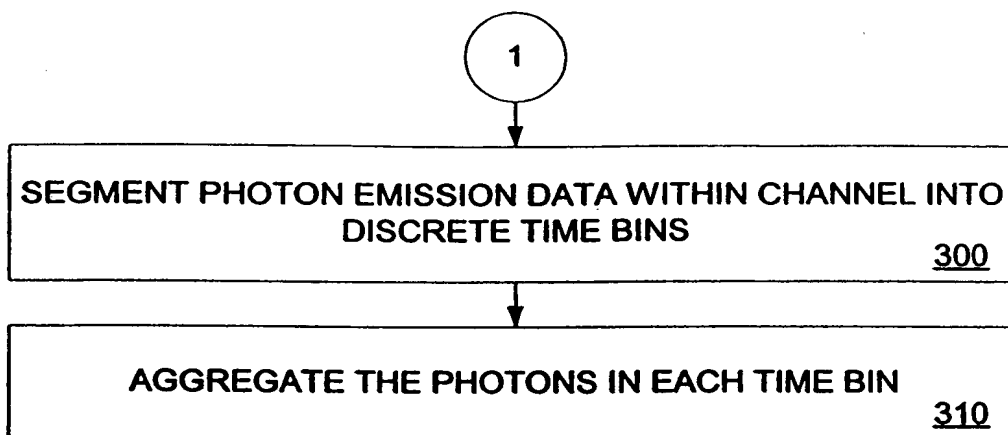 1
SEGMENT PHOTON EMISSION DATA WITHIN CHANNEL INTO
DISCRETE TIME BINS
300
AGGREGATE THE PHOTONS IN EACH TIME BIN
310